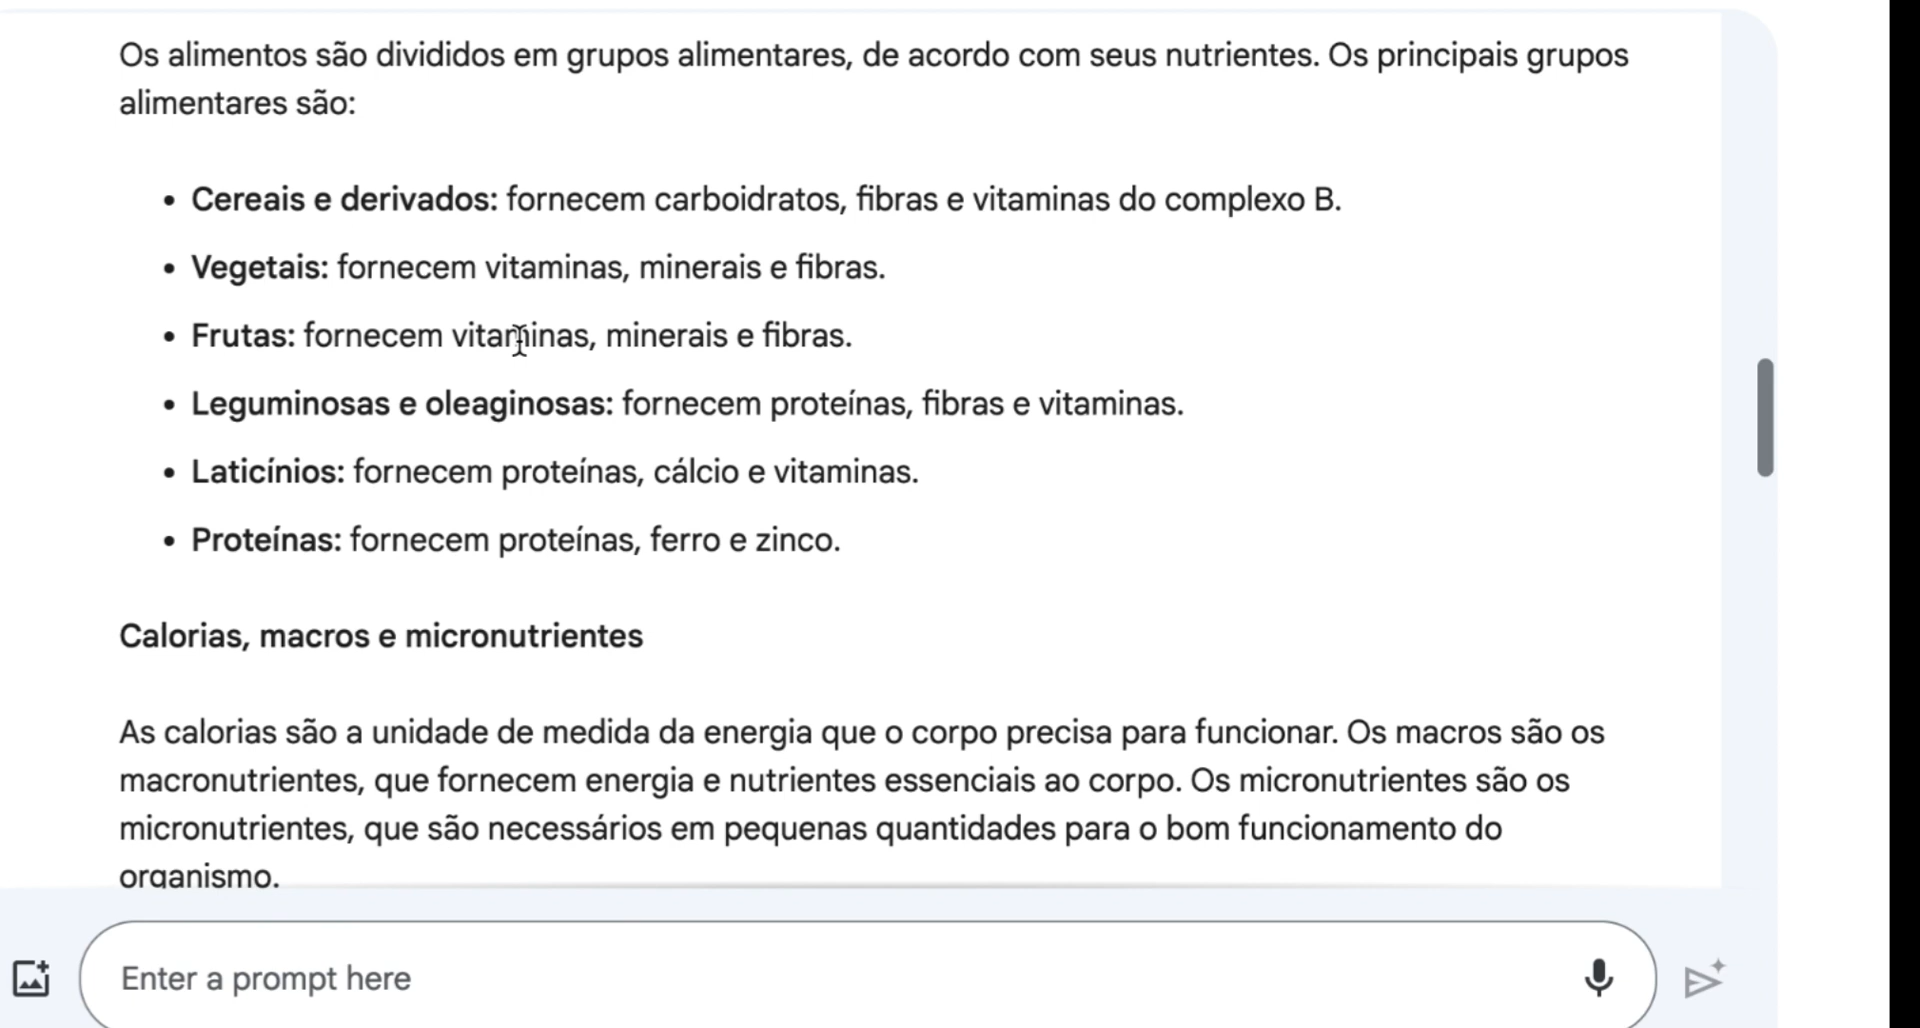 Os alimentos são divididos em grupos alimentares, de acordo com seus nutrientes. Os principais grupos
alimentares são:
• Cereais e derivados: fornecem carboidratos, fibras e vitaminas do complexo B.
• Vegetais: fornecem vitaminas, minerais e fibras.
• Frutas: fornecem vitaminas, minerais e fibras.
• Leguminosas e oleaginosas: fornecem proteínas, fibras e vitaminas.
• Laticínios: fornecem proteínas, cálcio e vitaminas.
• Proteínas: fornecem proteínas, ferro e zinco.
Calorias, macros e micronutrientes
As calorias são a unidade de medida da energia que o corpo precisa para funcionar. Os macros são os
macronutrientes, que fornecem energia e nutrientes essenciais ao corpo. Os micronutrientes são os
micronutrientes, que são necessários em pequenas quantidades para o bom funcionamento do
organismo.
Enter a prompt here